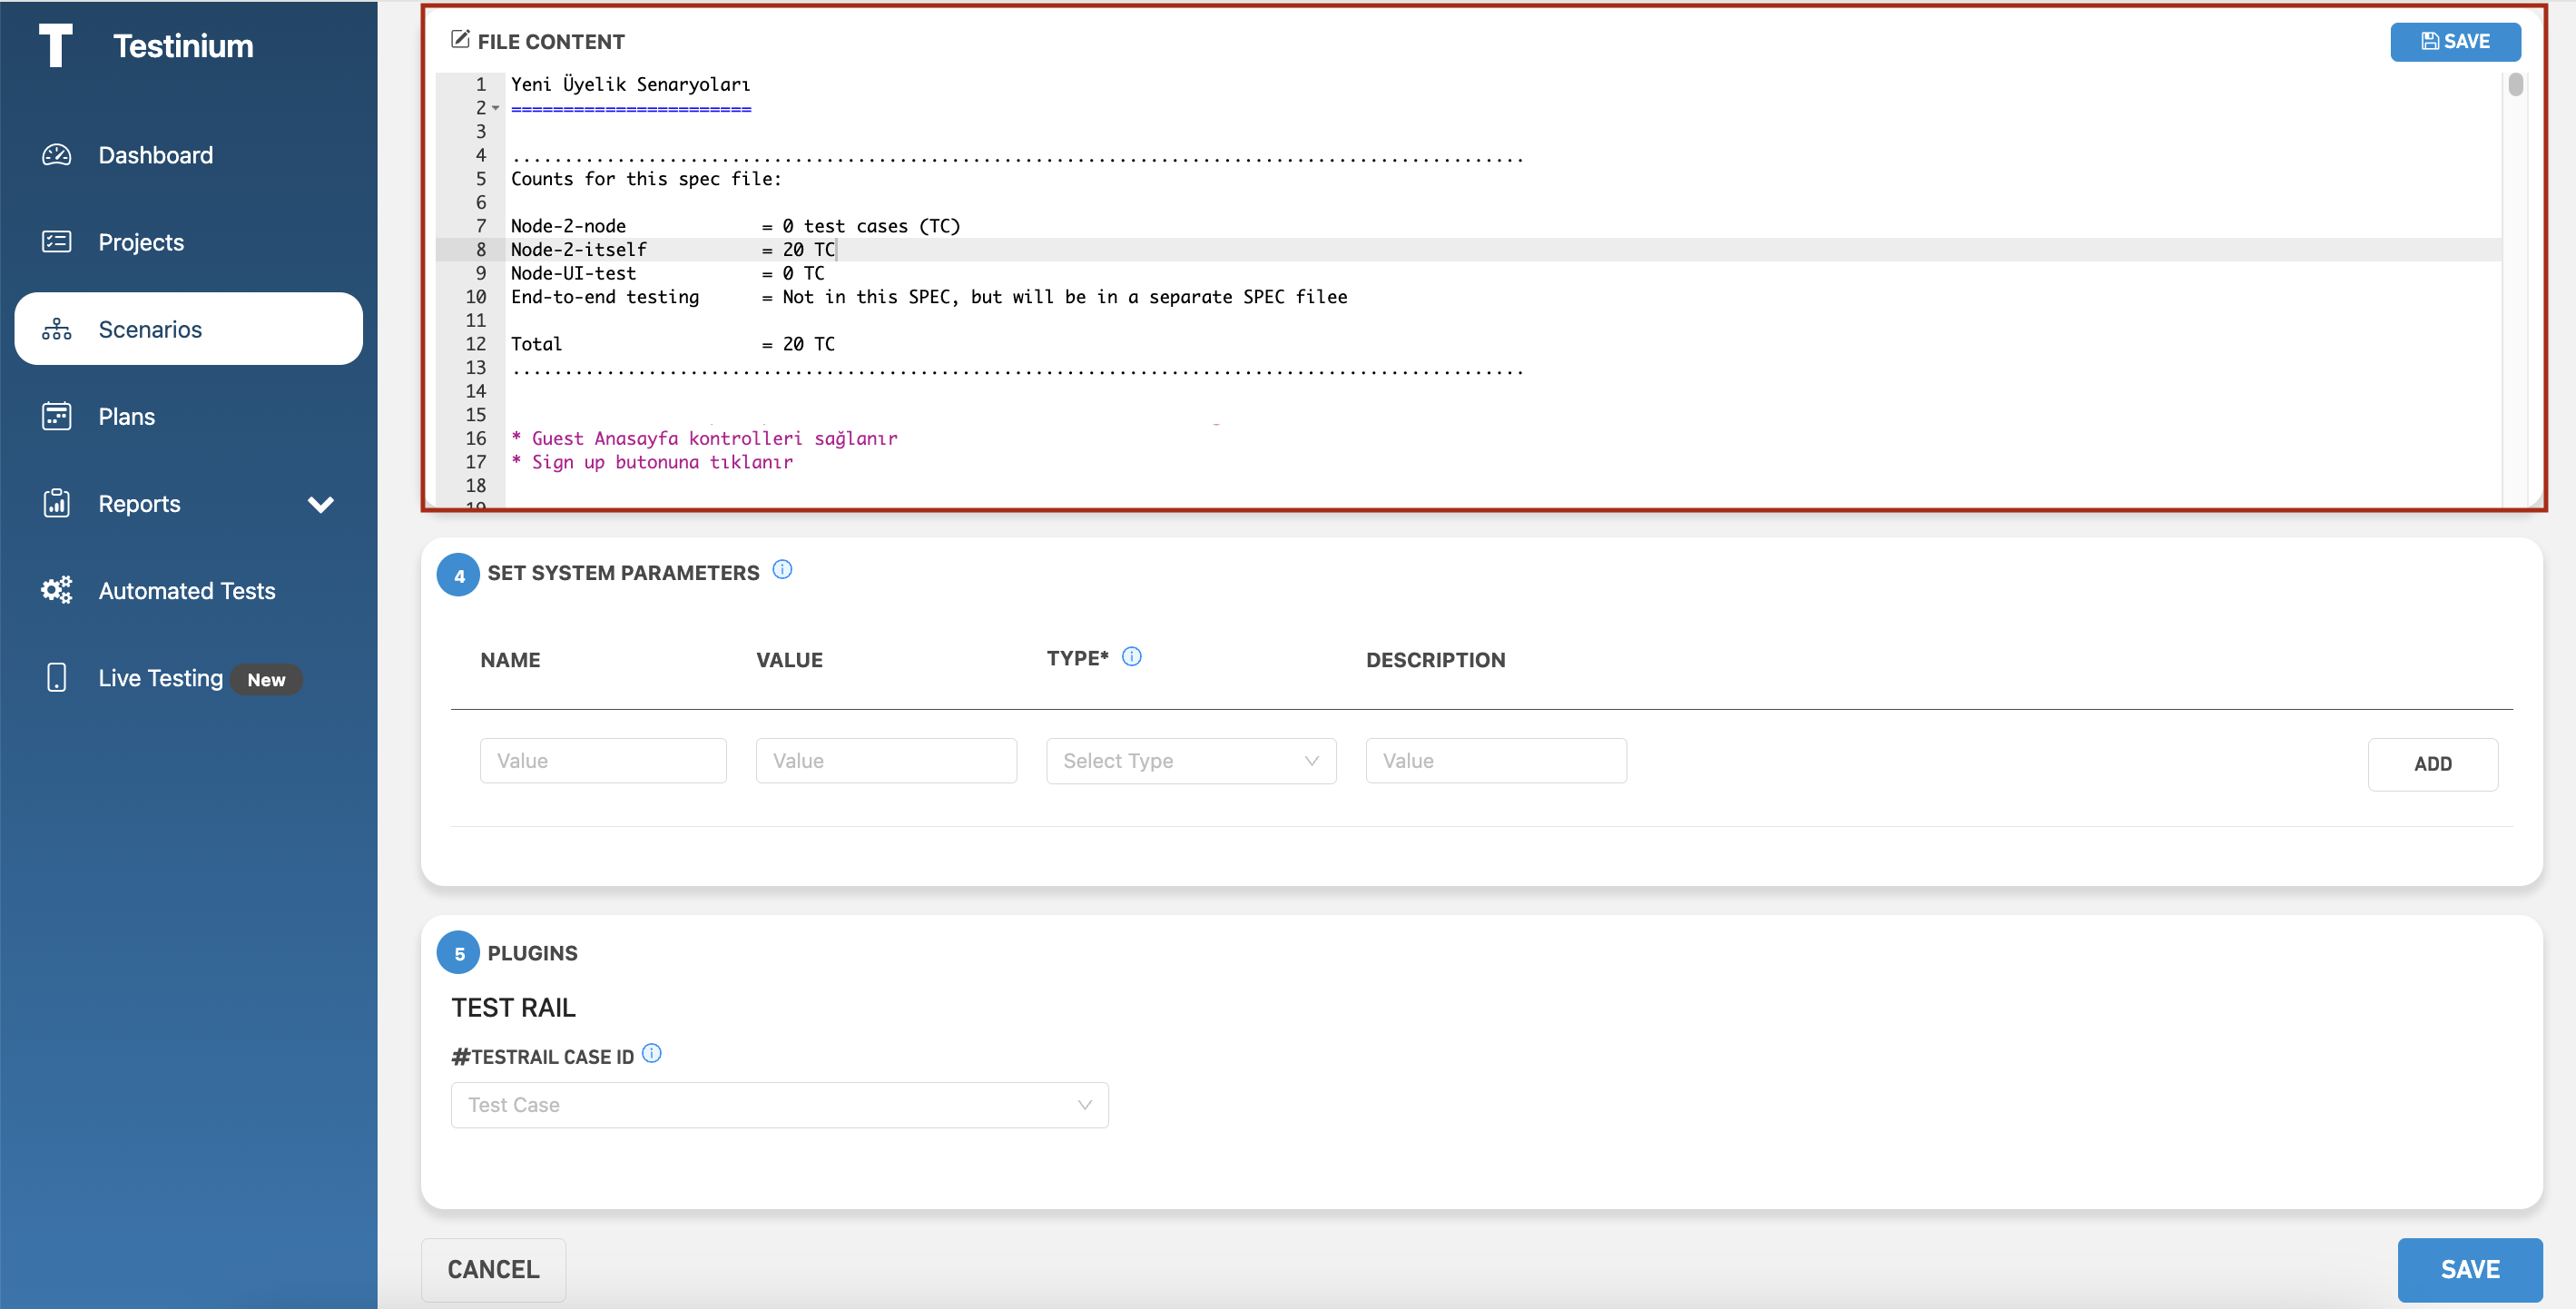 Testinium
Dashboard
Projects
Scenarios
Plans
Reports
Automated Tests
Live Testing New
FILE CONTENT
SAVE
1 Yeni Üyelik Senaryoları
2 =======================
3
4 .................................................................................................
5 Counts for this spec file:
6
7 Node-2-node = 0 test cases (TC)
8 Node-2-itself = 20 TC
9 Node-UI-test = 0 TC
10 End-to-end testing = Not in this SPEC, but will be in a separate SPEC filee
11
12 Total = 20 TC
13 .................................................................................................
14
15
16 * Guest Anasayfa kontrolleri sağlanır
17 * Sign up butonuna tıklanır
18
19
4 SET SYSTEM PARAMETERS
NAME VALUE TYPE* DESCRIPTION
Value Value Select Type Value ADD
5 PLUGINS
TEST RAIL
#TESTRAIL CASE ID
Test Case
CANCEL SAVE